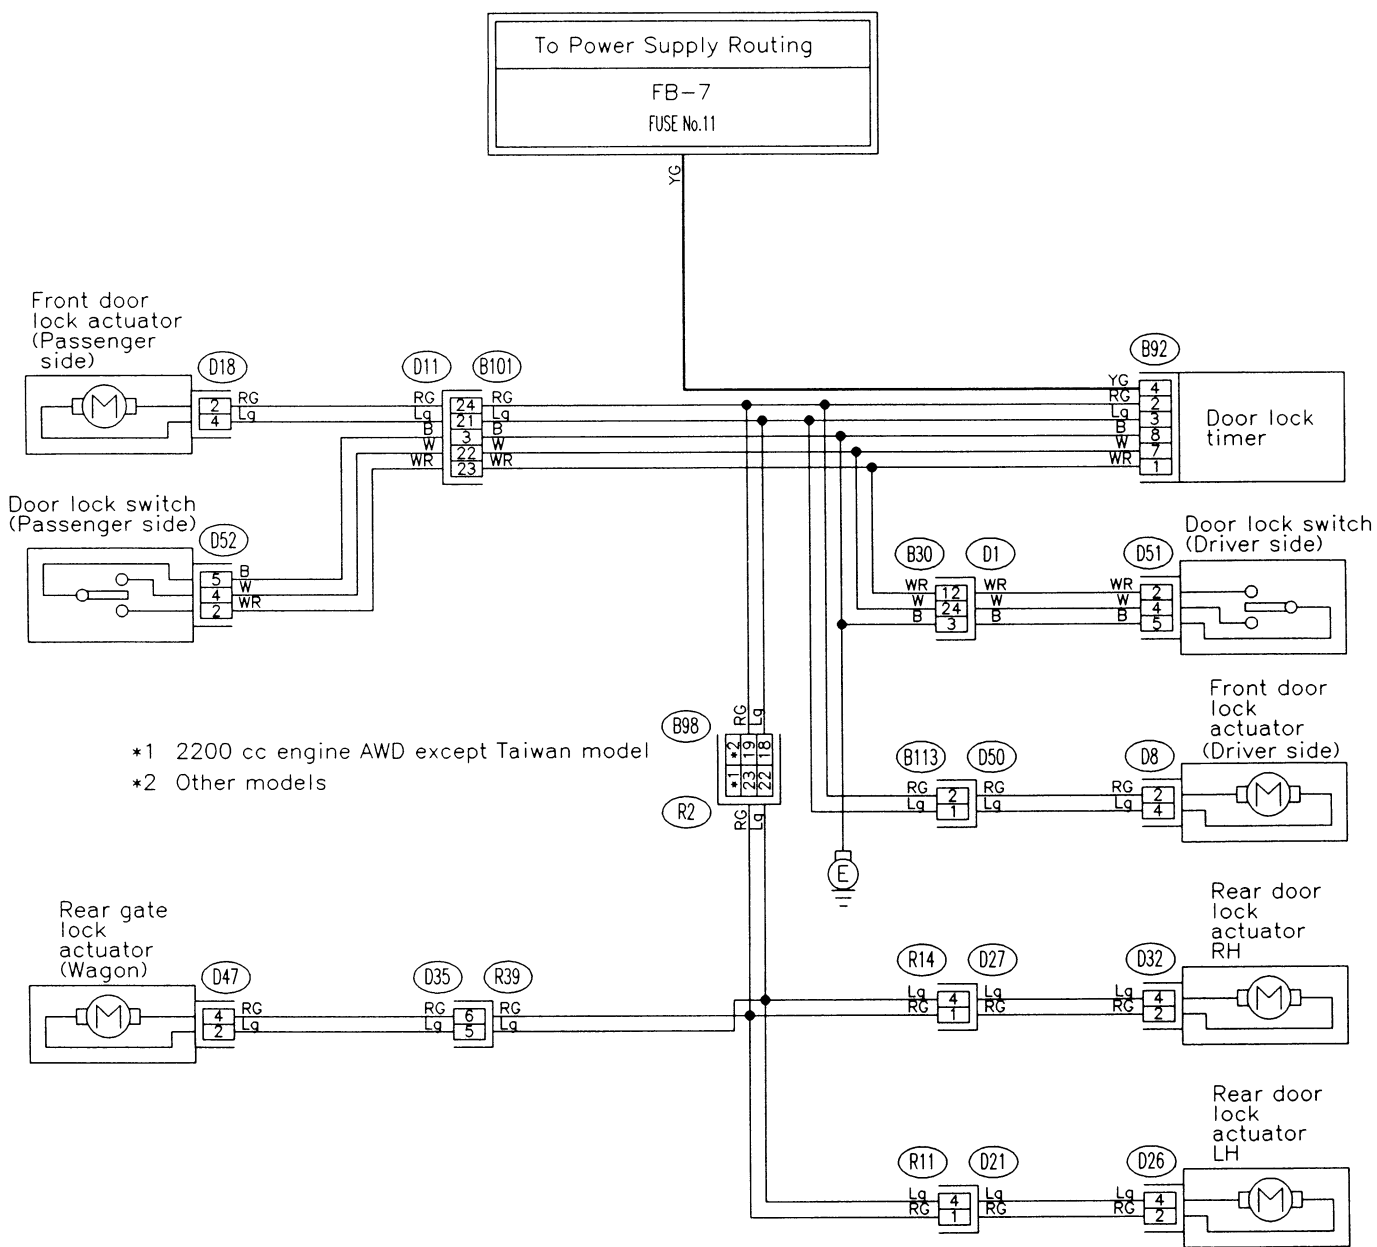 To Power Supply Routing
FB-7
FUSE No.11
YG
Front door
lock actuator
(Passenger
side)
D18
D11
B101
B92
M
2
4
RG
Lg
RG
Lg
B
W
WR
24
21
3
22
23
RG
Lg
B
W
WR
YG
RG
Lg
B
W
WR
4
2
3
8
7
1
Door lock
timer
Door lock switch
(Passenger side)
D52
5
4
2
B
W
WR
Door lock switch
(Driver side)
B30
D1
D51
WR
W
B
12
24
3
WR
W
B
WR
W
B
2
4
5
*1 2200 cc engine AWD except Taiwan model
*2 Other models
B98
RG
Lg
*2
19
18
*1
23
22
R2
RG
Lg
Front door
lock
actuator
(Driver side)
B113
D50
D8
RG
Lg
2
1
RG
Lg
RG
Lg
2
4
M
E
Rear gate
lock
actuator
(Wagon)
D47
D35
R39
M
4
2
RG
Lg
RG
Lg
6
5
RG
Lg
Rear door
lock
actuator
RH
R14
D27
D32
Lg
RG
4
1
Lg
RG
Lg
RG
4
2
M
Rear door
lock
actuator
LH
R11
D21
D26
Lg
RG
4
1
Lg
RG
Lg
RG
4
2
M